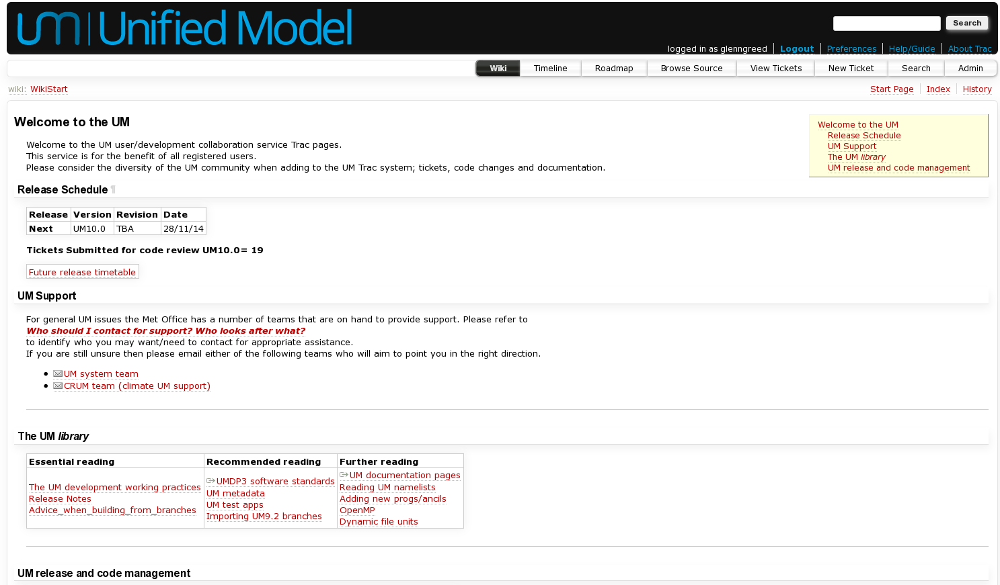 um | Unified Model
Search
logged in as glenngreed Logout Preferences Help/Guide About Trac
Wiki Timeline Roadmap Browse Source View Tickets New Ticket Search Admin
wiki: WikiStart
Start Page Index History
Welcome to the UM
Welcome to the UM user/development collaboration service Trac pages.
This service is for the benefit of all registered users.
Please consider the diversity of the UM community when adding to the UM Trac system; tickets, code changes and documentation.
Welcome to the UM
Release Schedule
UM Support
The UM library
UM release and code management
Release Schedule ¶
Release Version Revision Date
Next UM10.0 TBA 28/11/14
Tickets Submitted for code review UM10.0= 19
Future release timetable
UM Support
For general UM issues the Met Office has a number of teams that are on hand to provide support. Please refer to
Who should I contact for support? Who looks after what?
to identify who you may want/need to contact for appropriate assistance.
If you are still unsure then please email either of the following teams who will aim to point you in the right direction.
• UM system team
• CRUM team (climate UM support)
The UM library
Essential reading Recommended reading Further reading
The UM development working practices
Release Notes
Advice_when_building_from_branches
UMDP3 software standards
UM metadata
UM test apps
Importing UM9.2 branches
UM documentation pages
Reading UM namelists
Adding new progs/ancils
OpenMP
Dynamic file units
UM release and code management